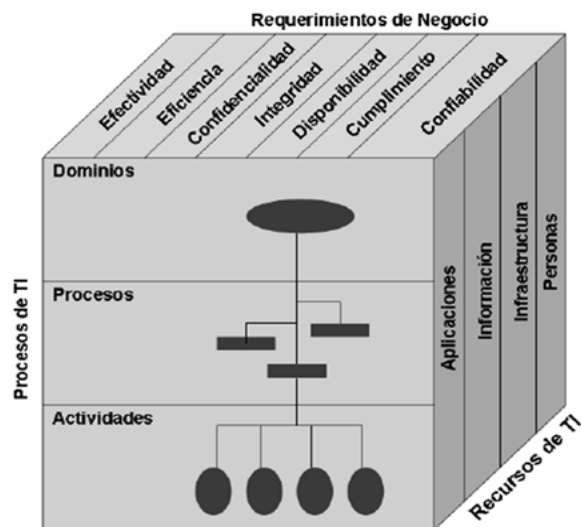 Requerimientos de Negocio
Efectividad
Eficiencia
Confidencialidad
Integridad
Disponibilidad
Cumplimiento
Confiabilidad
Procesos de TI
Dominios
Procesos
Actividades
Aplicaciones
Información
Infraestructura
Personas
Recursos de TI